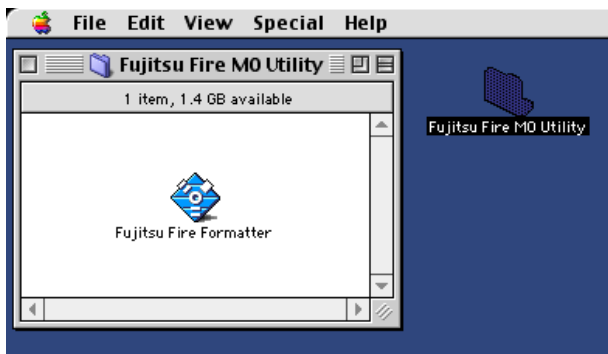 File Edit View Special Help
Fujitsu Fire MO Utility
1 item, 1.4 GB available
Fujitsu Fire Formatter
Fujitsu Fire MO Utility